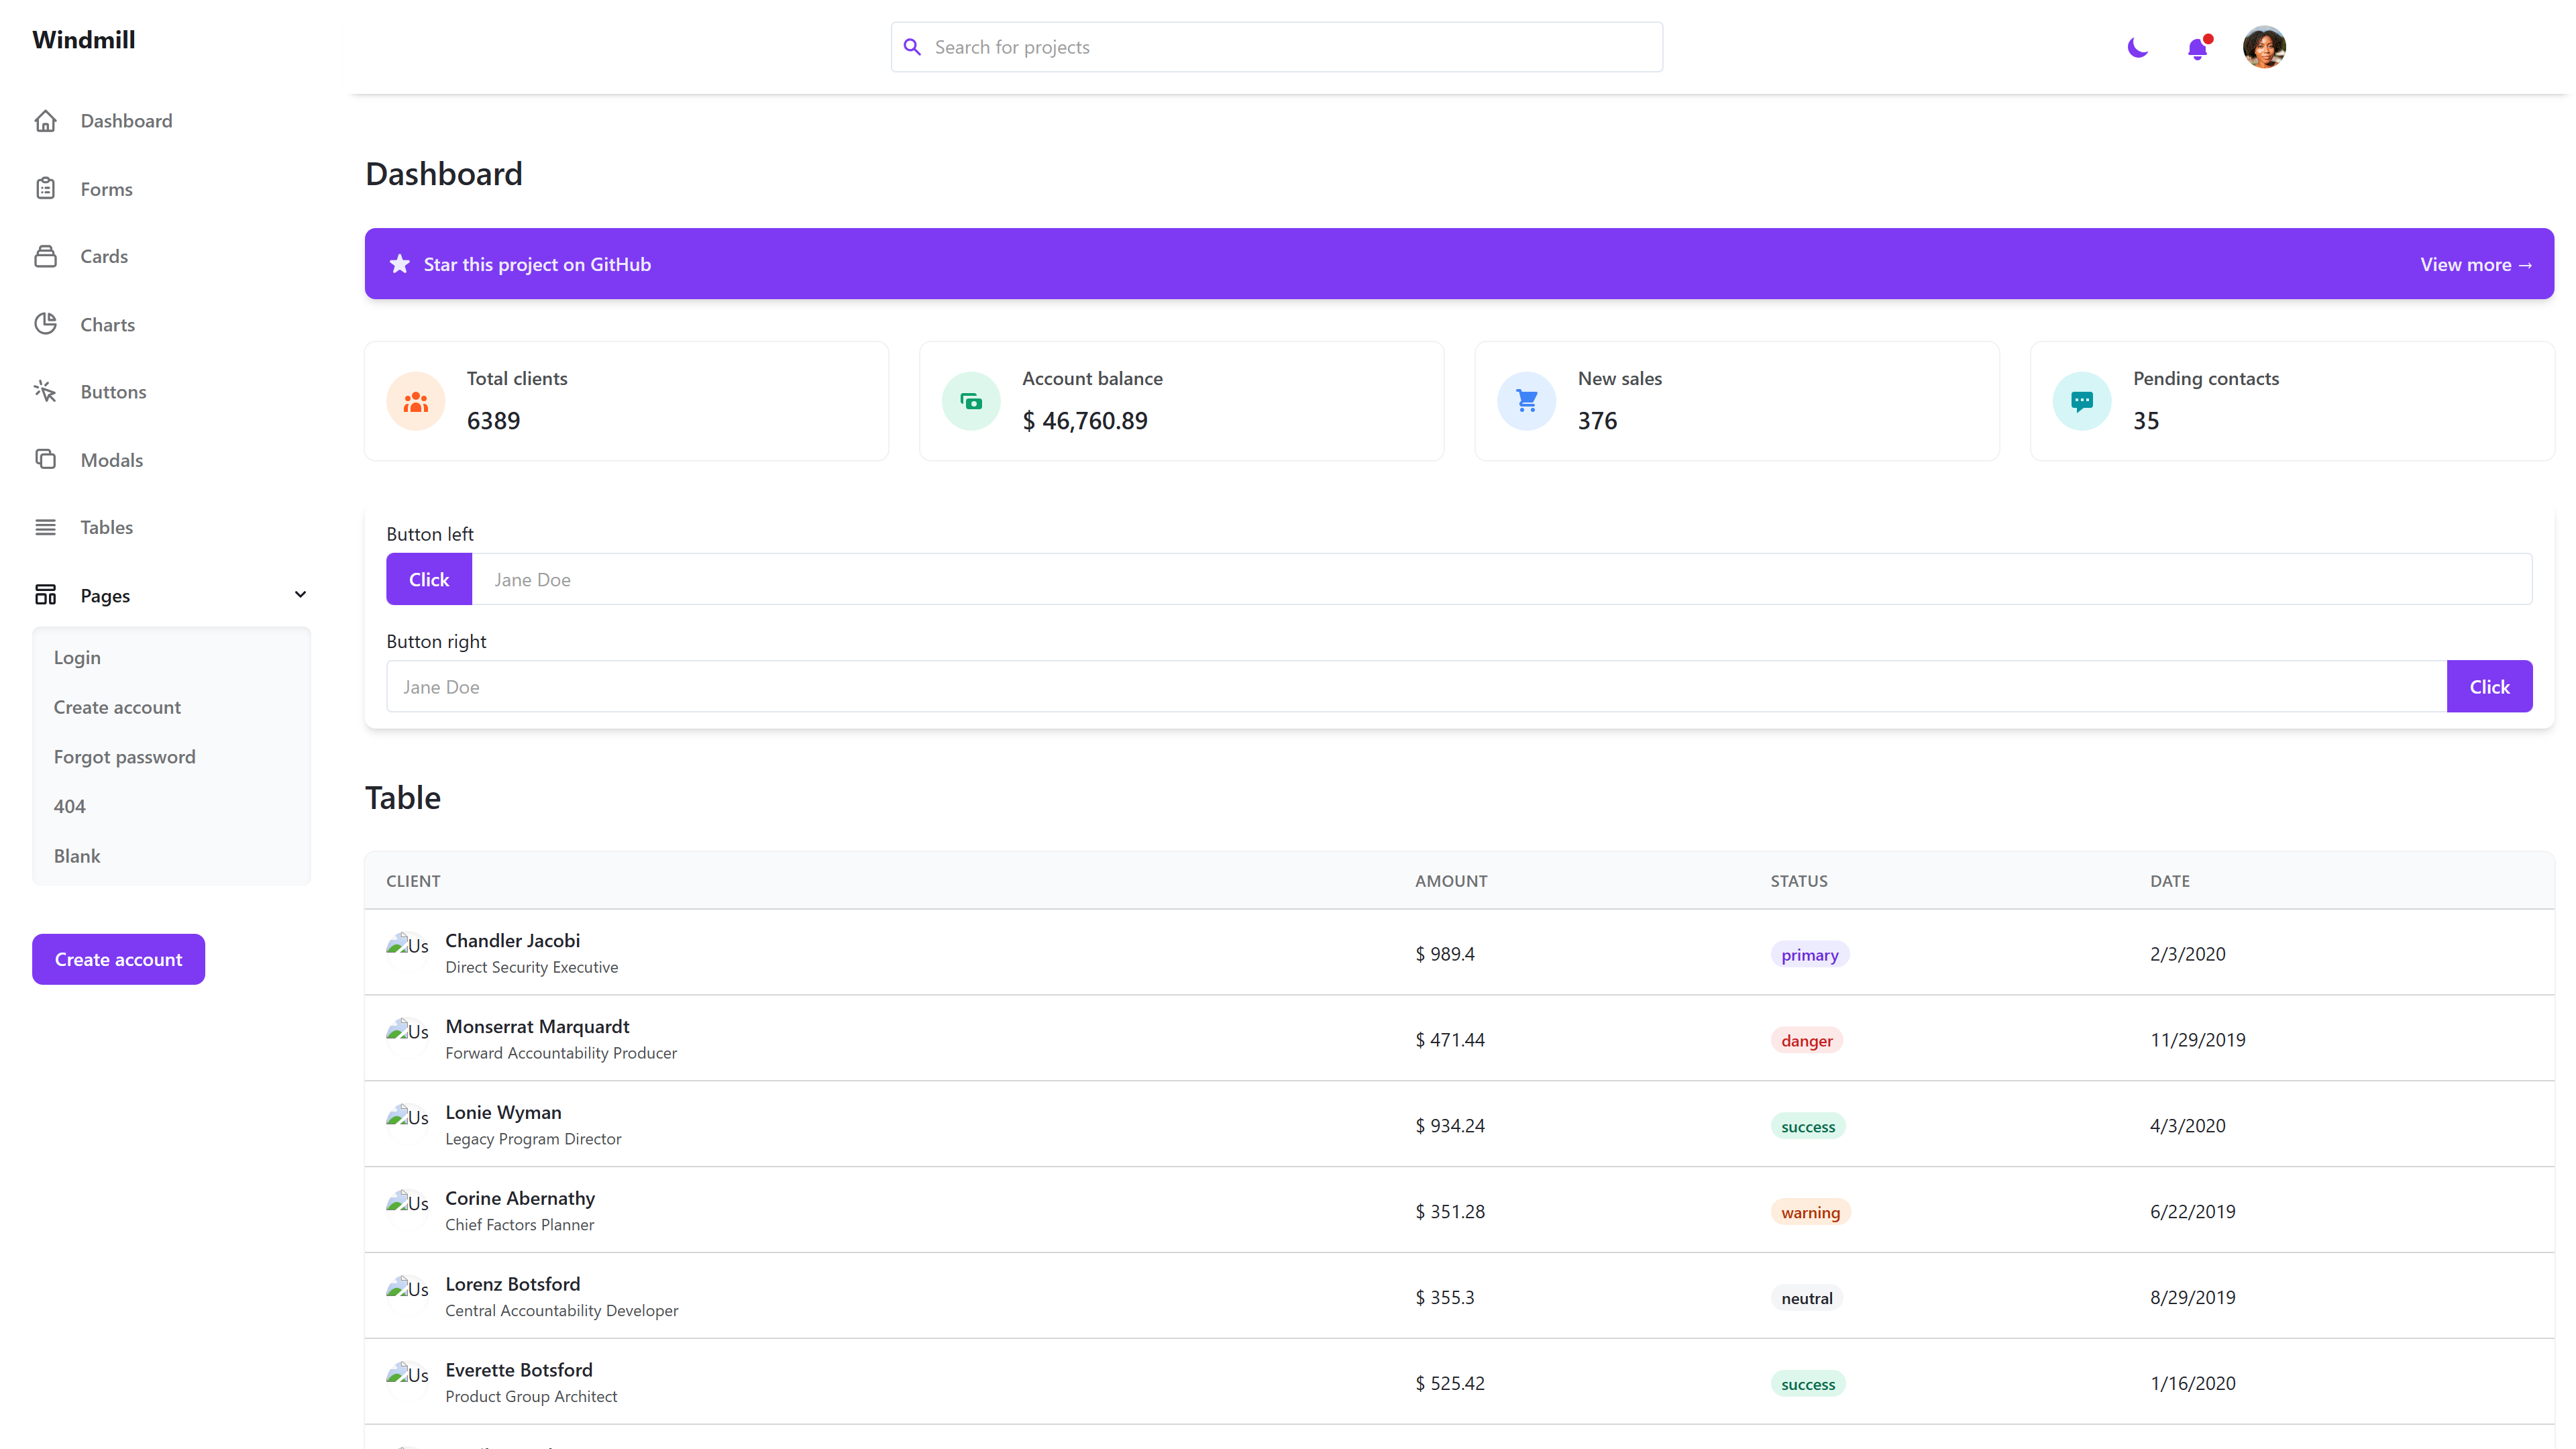 Windmill
Search for projects
Dashboard
Forms
Cards
Charts
Buttons
Modals
Tables
Pages
Login
Create account
Forgot password
404
Blank
Create account
Dashboard
Star this project on GitHub
View more →
Total clients
6389
Account balance
$ 46,760.89
New sales
376
Pending contacts
35
Button left
Click
Jane Doe
Button right
Jane Doe
Click
Table
CLIENT AMOUNT STATUS DATE
Us
Chandler Jacobi
Direct Security Executive
$ 989.4
primary
2/3/2020
Us
Monserrat Marquardt
Forward Accountability Producer
$ 471.44
danger
11/29/2019
Us
Lonie Wyman
Legacy Program Director
$ 934.24
success
4/3/2020
Us
Corine Abernathy
Chief Factors Planner
$ 351.28
warning
6/22/2019
Us
Lorenz Botsford
Central Accountability Developer
$ 355.3
neutral
8/29/2019
Us
Everette Botsford
Product Group Architect
$ 525.42
success
1/16/2020